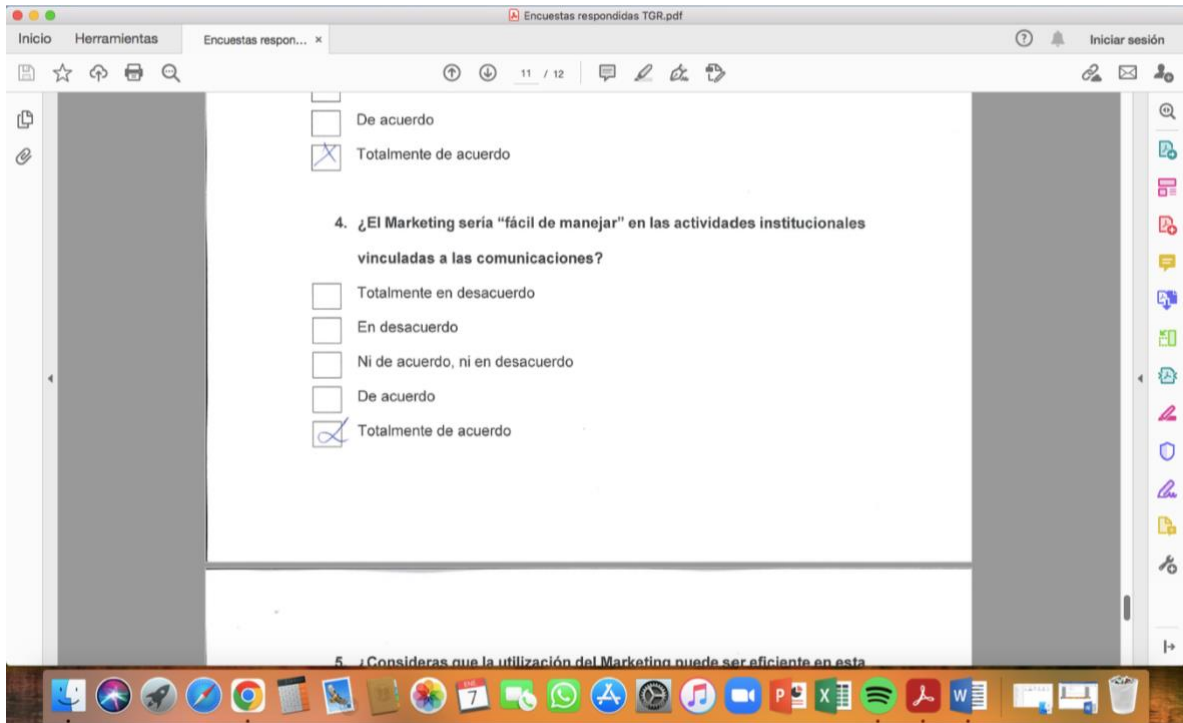 Encuestas respondidas TGR.pdf
Inicio Herramientas Encuestas respon... × Iniciar sesión
11 / 12
De acuerdo
Totalmente de acuerdo
4. ¿El Marketing sería “fácil de manejar” en las actividades institucionales
vinculadas a las comunicaciones?
Totalmente en desacuerdo
En desacuerdo
Ni de acuerdo, ni en desacuerdo
De acuerdo
Totalmente de acuerdo
5. ¿Consideras que la utilización del Marketing puede ser eficiente en esta
ENE
7